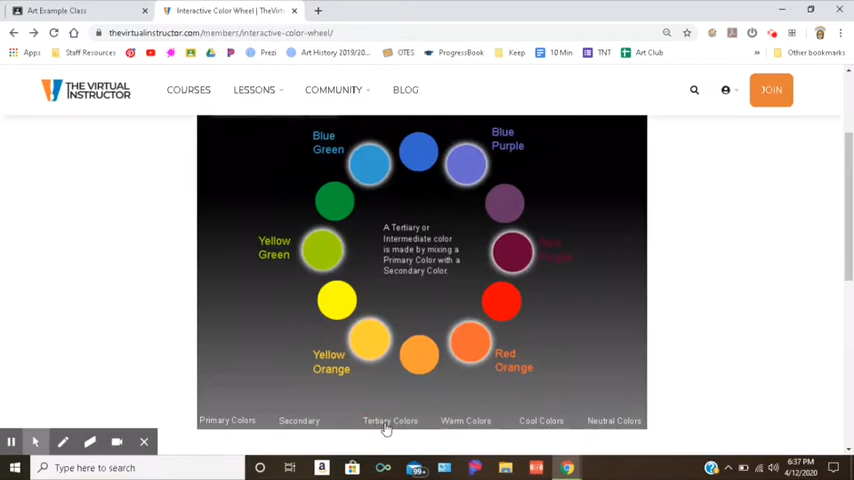 Art Example Class
Interactive Color Wheel | TheVirtu
thevirtualinstructor.com/members/interactive-color-wheel/
Apps
Staff Resources
Prezi
Art History 2019/20...
OTES
ProgressBook
Keep
10 Min
TNT
Art Club
Other bookmarks
THE VIRTUAL
INSTRUCTOR
COURSES
LESSONS
COMMUNITY
BLOG
JOIN
Blue
Green
Blue
Purple
Yellow
Green
A Tertiary or
Intermediate color
is made by mixing a
Primary Color with a
Secondary Color.
Red
Purple
Yellow
Orange
Red
Orange
Primary Colors
Secondary
Tertiary Colors
Warm Colors
Cool Colors
Neutral Colors
Type here to search
99+
6:37 PM
4/12/2020